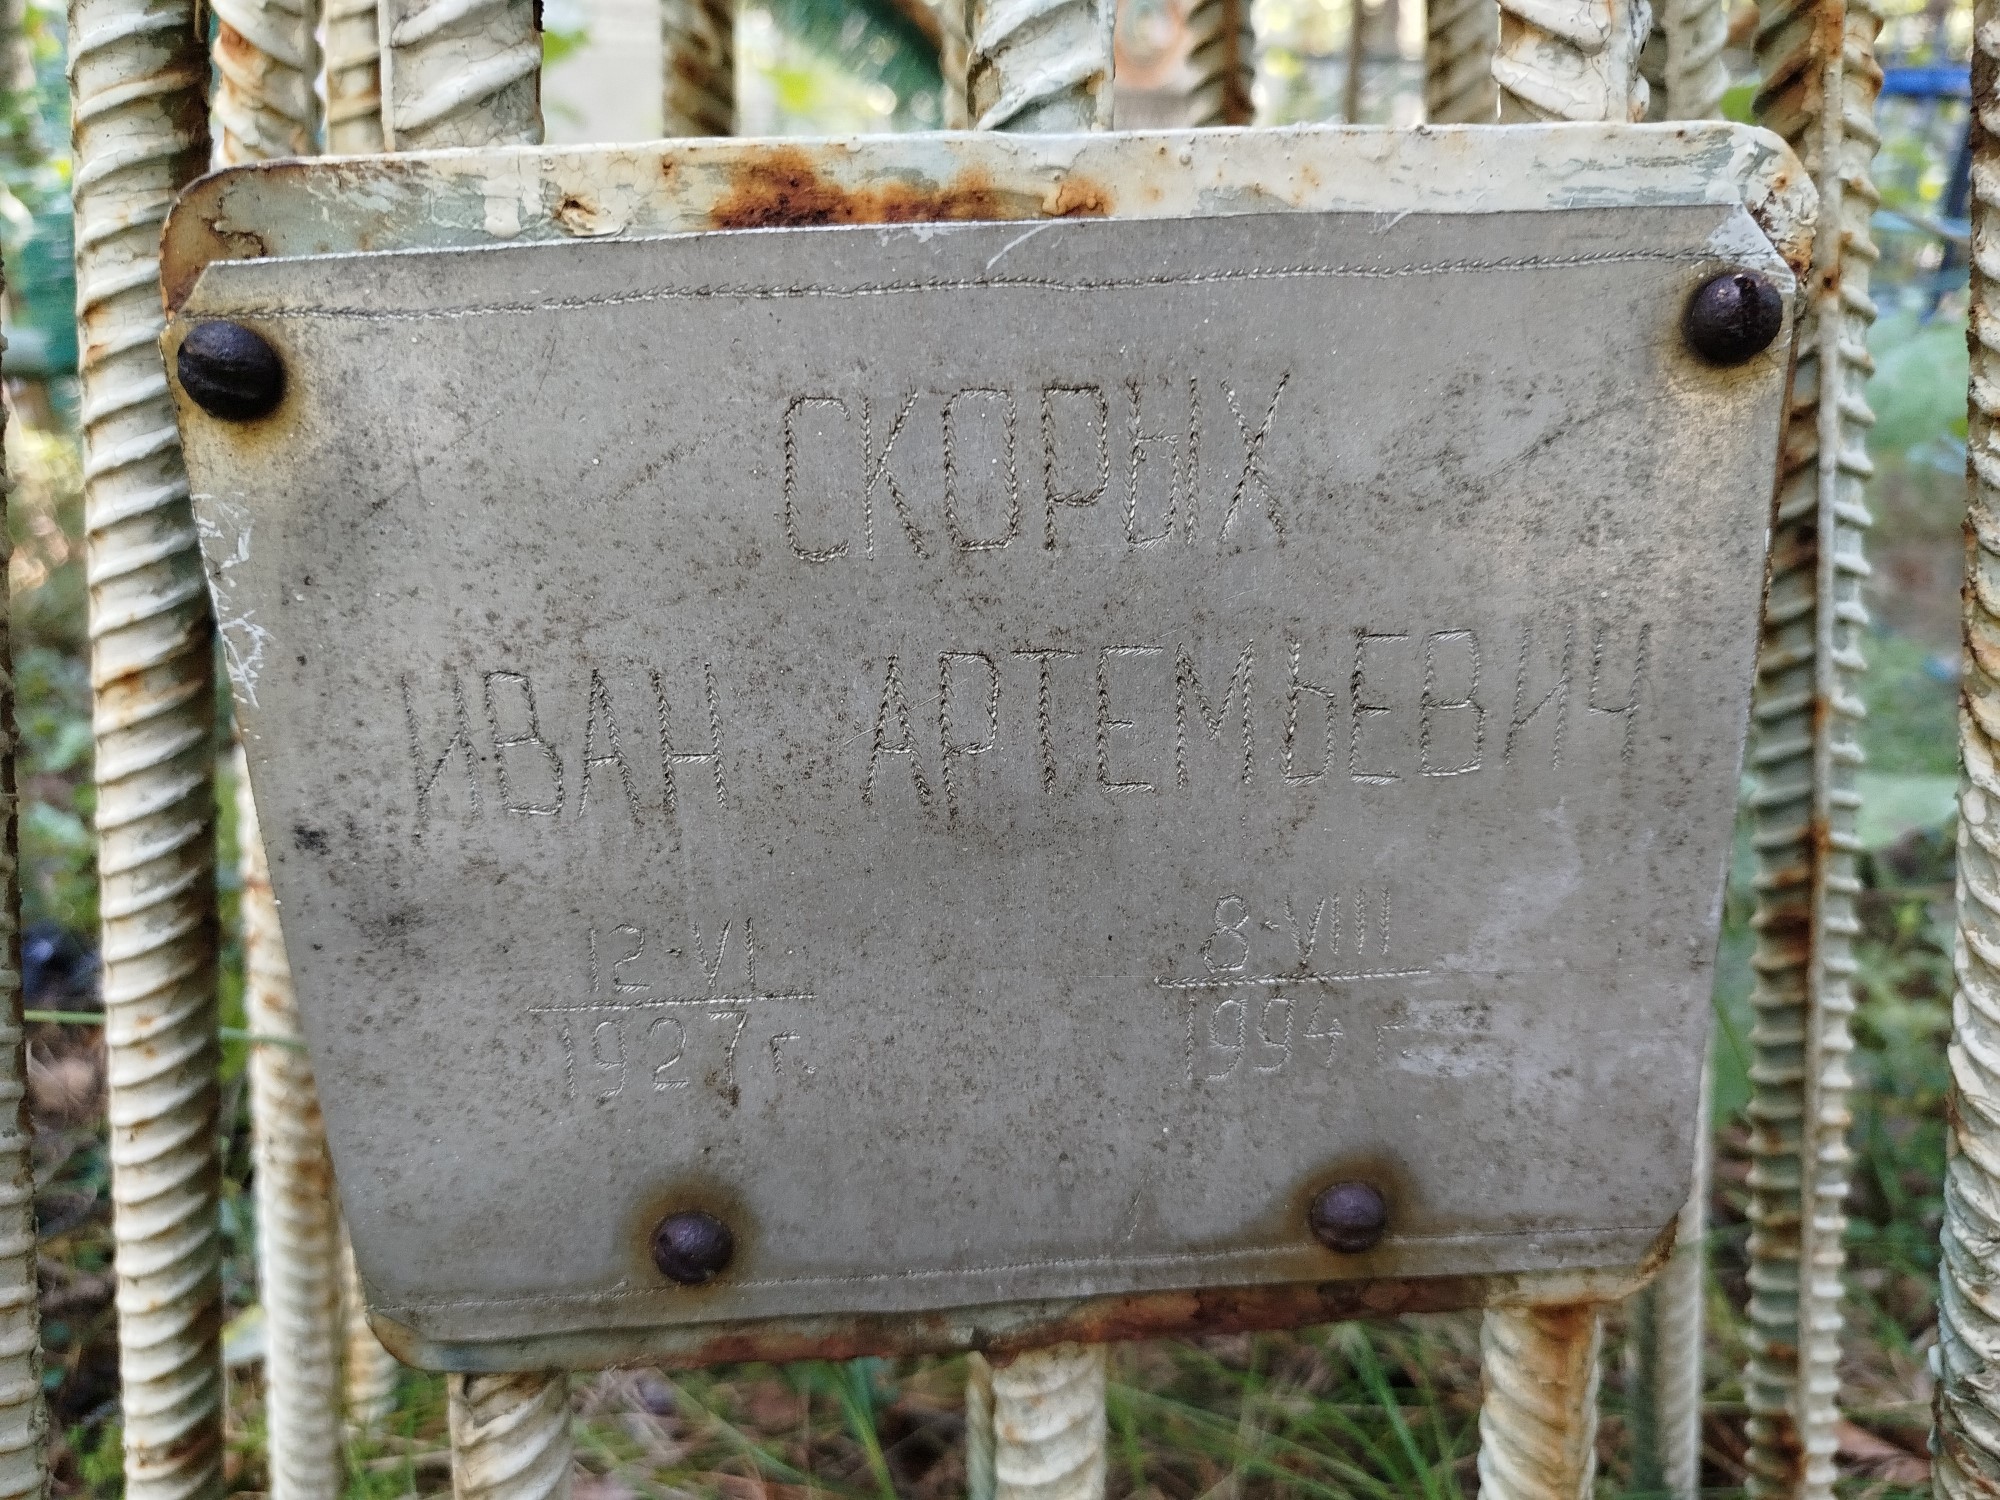 СКОРЫХ
ИВАН АРТЕМЬЕВИЧ
12·VI 8·VIII
1927 г. 1994 г